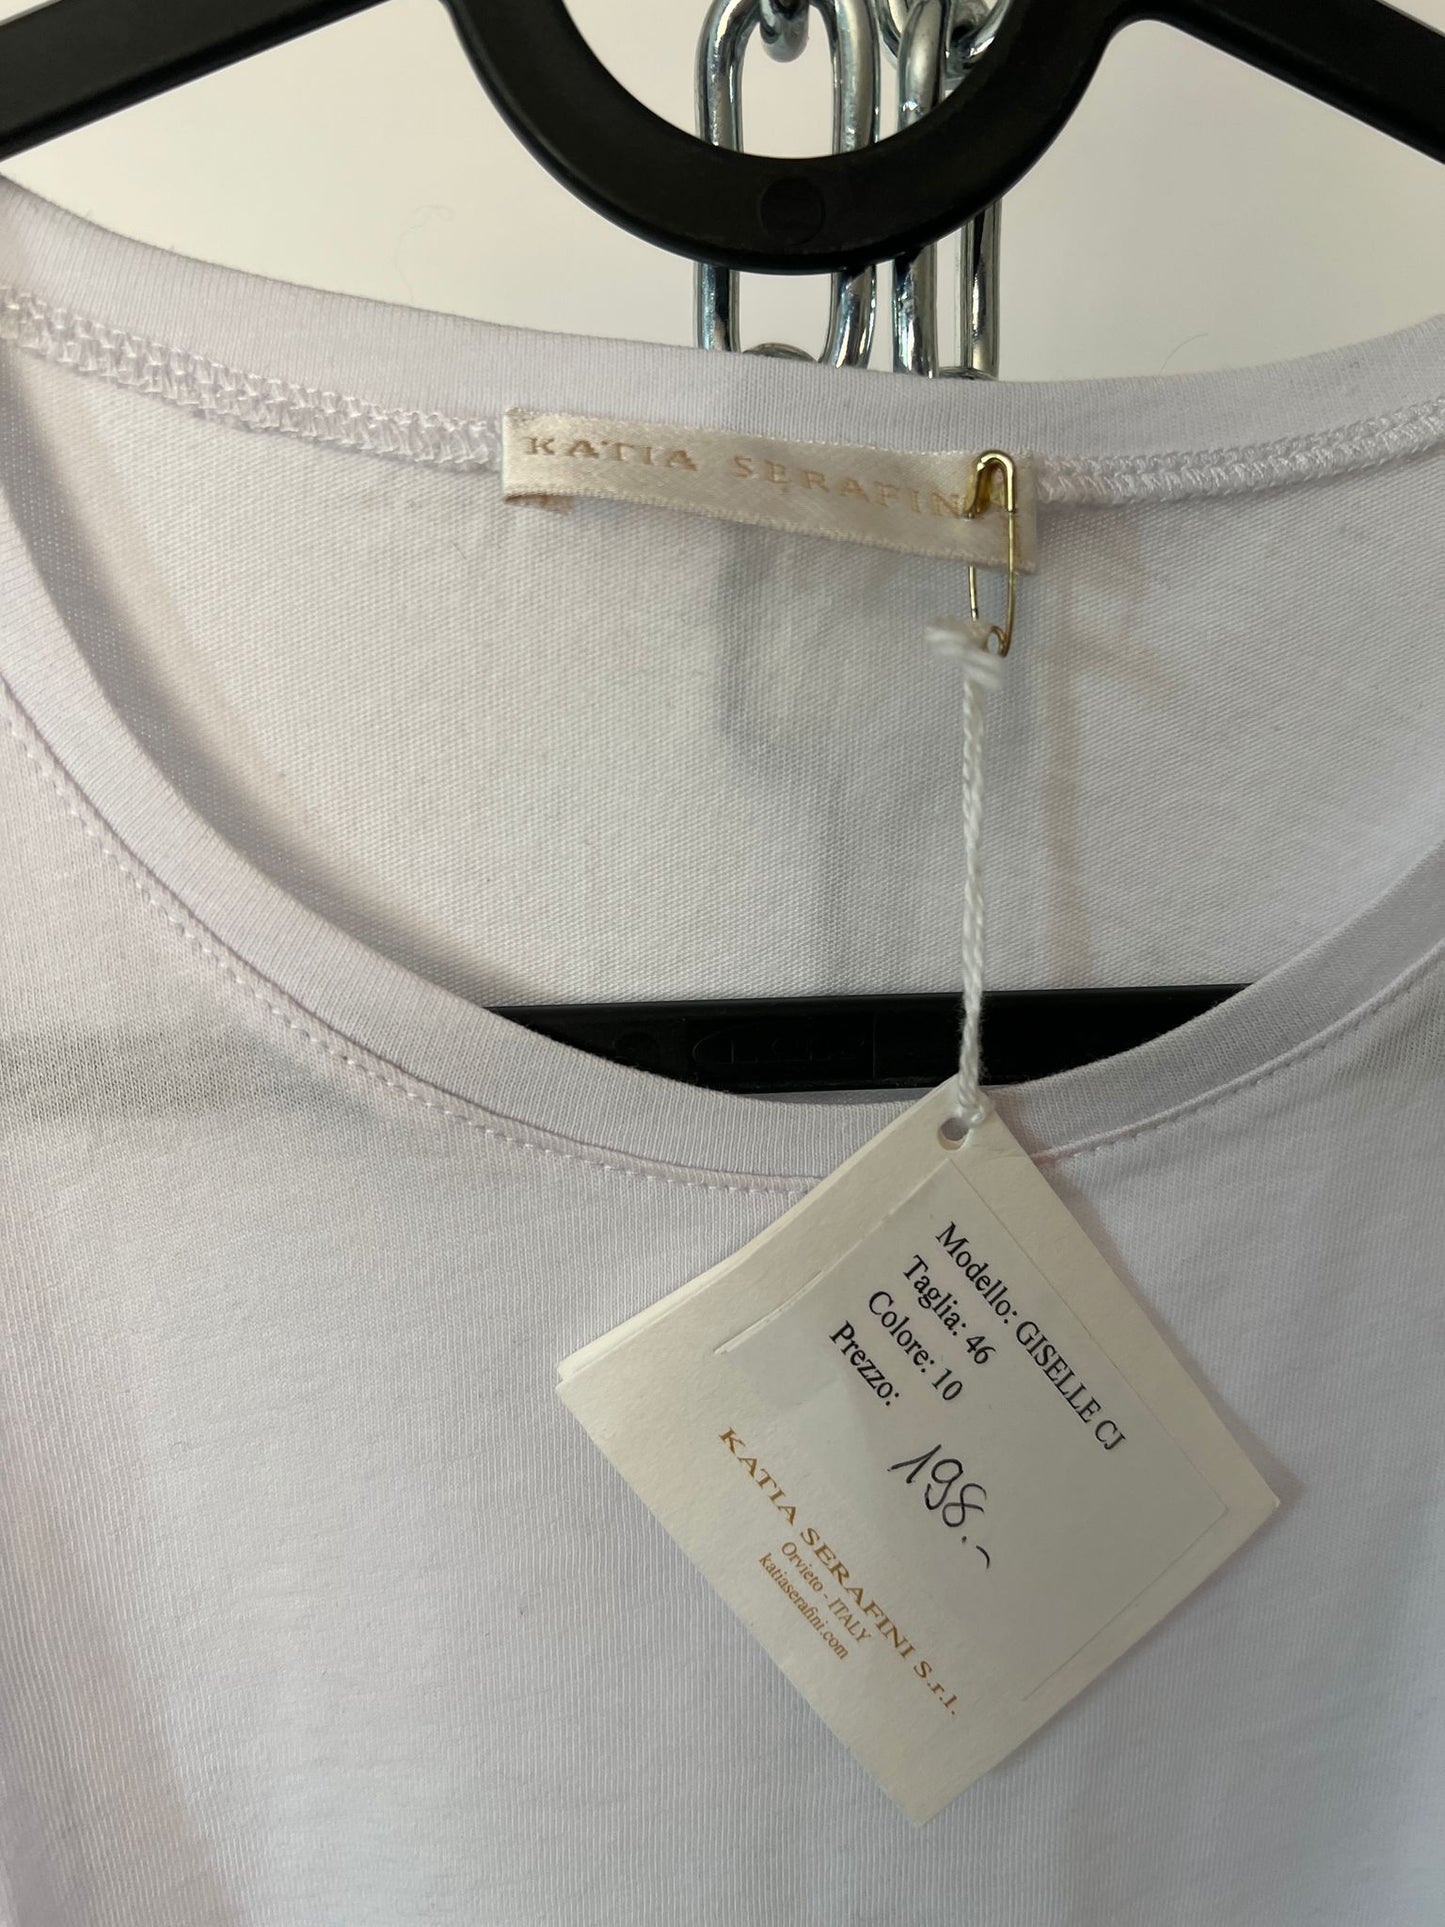 KATIA SERAFINI
Modello: GISELLE CJ
Taglia: 46
Colore: 10
Prezzo:
198.-
KATIA SERAFINI S.r.l.
Orvieto - ITALY
katiaserafini.com